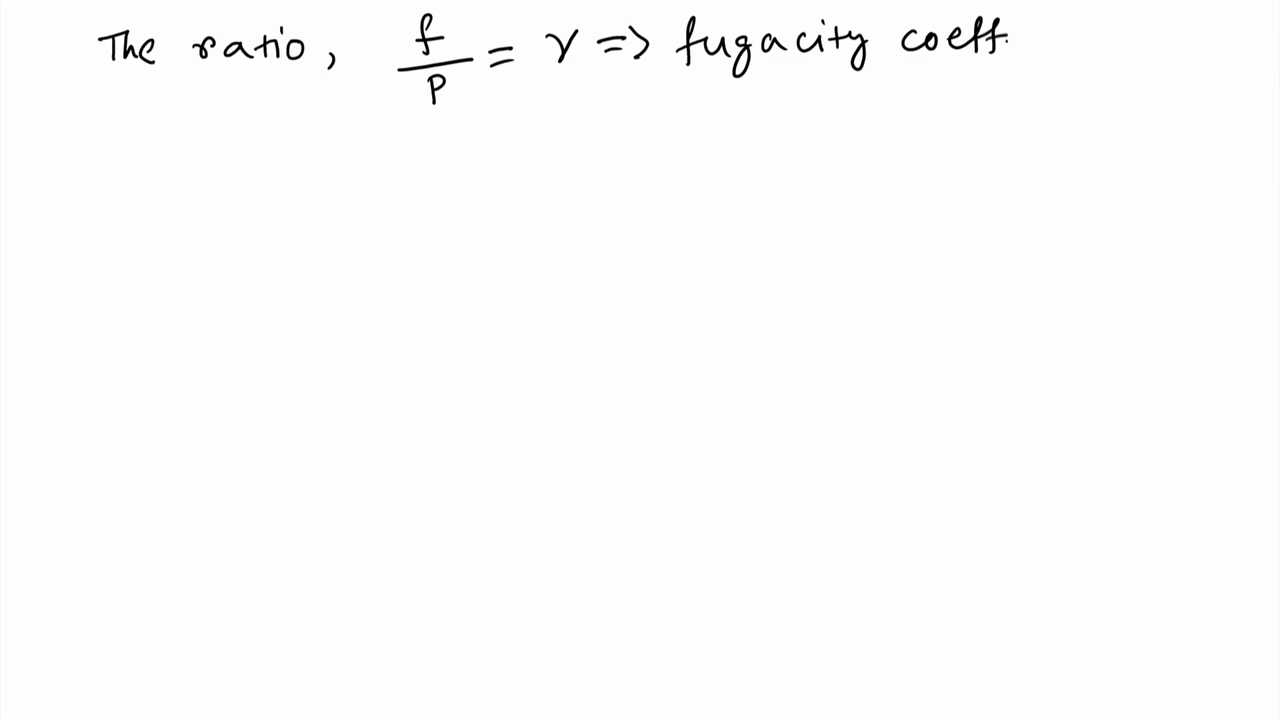 The ratio, f/P = γ => fugacity coeff.